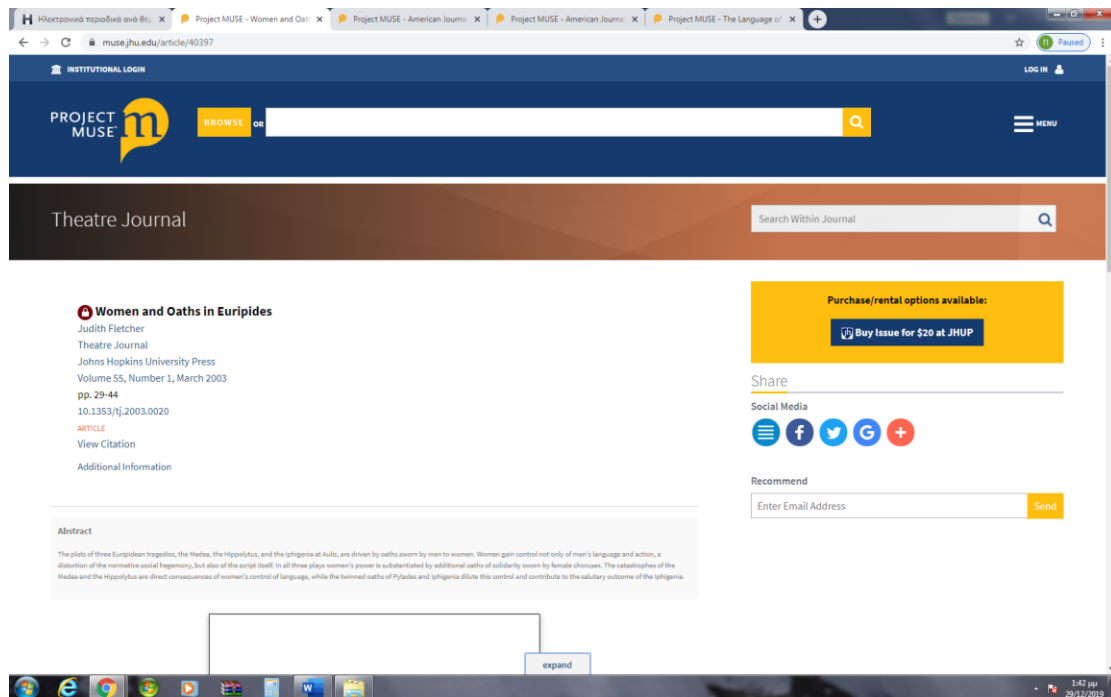 Ηλεκτρονικά περιοδικά ανά θέμ
Project MUSE - Women and Oath
Project MUSE - American Journal
Project MUSE - American Journal
Project MUSE - The Language of
muse.jhu.edu/article/40397
Π Paused
INSTITUTIONAL LOGIN
LOG IN
PROJECT
MUSE
BROWSE OR
MENU
Theatre Journal
Search Within Journal
Women and Oaths in Euripides
Judith Fletcher
Theatre Journal
Johns Hopkins University Press
Volume 55, Number 1, March 2003
pp. 29-44
10.1353/tj.2003.0020
ARTICLE
View Citation
Additional Information
Purchase/rental options available:
Buy Issue for $20 at JHUP
Share
Social Media
Recommend
Enter Email Address
Send
Abstract
The plots of three Euripidean tragedies, the Medea, the Hippolytus, and the Iphigenia at Aulis, are driven by oaths sworn by men to women. Women gain control not only of men's language and action, a
distortion of the normative social hegemony, but also of the script itself. In all three plays women's power is substantiated by additional oaths of solidarity sworn by female choruses. The catastrophes of the
Medea and the Hippolytus are direct consequences of women's control of language, while the twinned oaths of Pylades and Iphigenia dilute this control and contribute to the salutary outcome of the Iphigenia.
expand
1:42 μμ
29/12/2019